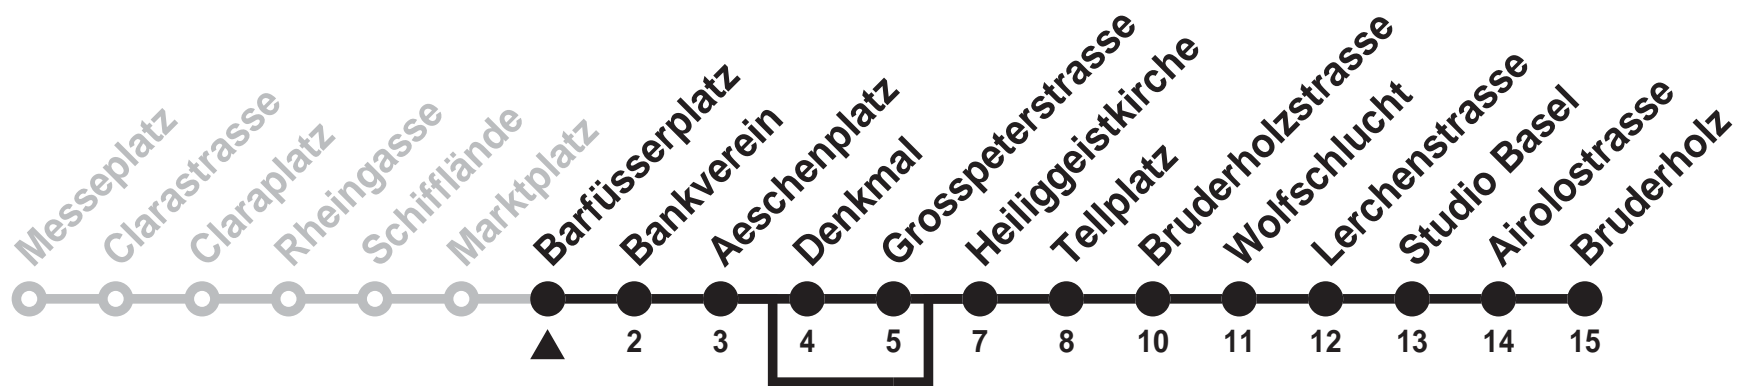 Messeplatz
Clarastrasse
Claraplatz
Rheingasse
Schifflände
Marktplatz
Barfüsserplatz
Bankverein
Aeschenplatz
Denkmal
Grosspeterstrasse
Heiliggeistkirche
Tellplatz
Bruderholzstrasse
Wolfschlucht
Lerchenstrasse
Studio Basel
Airolostrasse
Bruderholz
2 3 4 5 7 8 10 11 12 13 14 15